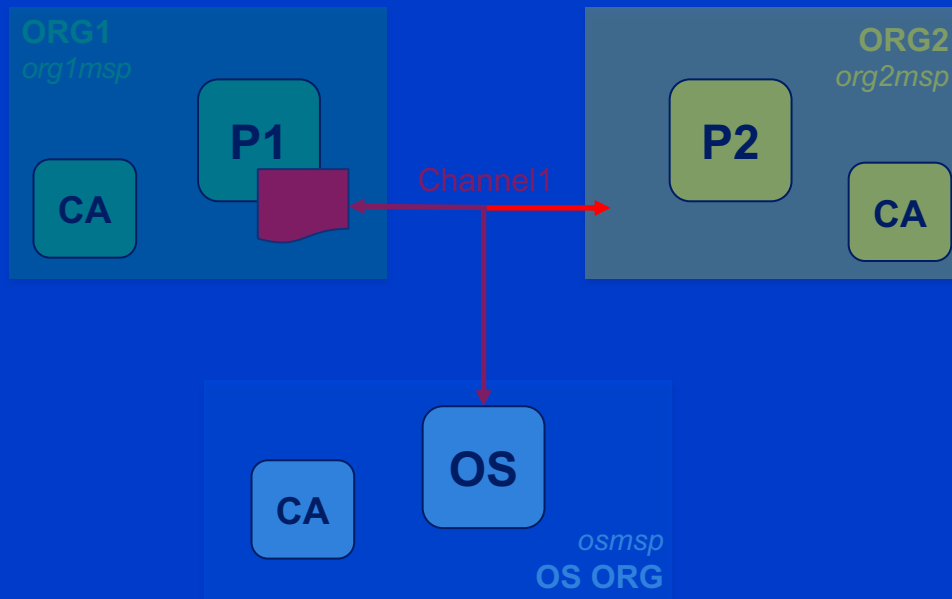 ORG1
org1msp
P1
CA
Channel1
ORG2
org2msp
P2
CA
OS
CA
osmsp
OS ORG